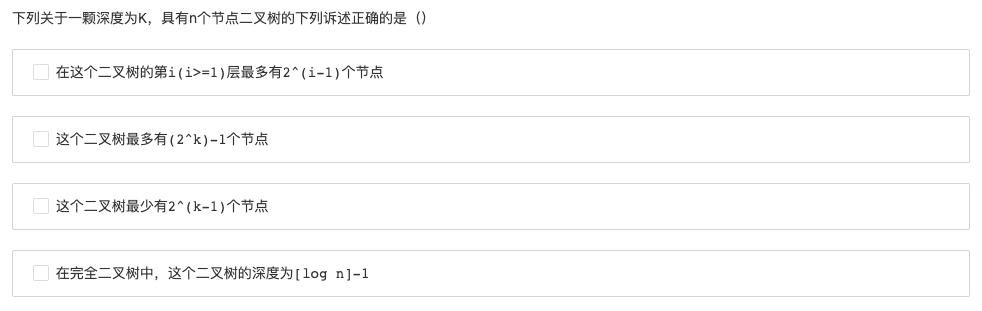 下列关于一颗深度为K，具有n个节点二叉树的下列诉述正确的是（）
在这个二叉树的第i(i>=1)层最多有2^(i-1)个节点
这个二叉树最多有(2^k)-1个节点
这个二叉树最少有2^(k-1)个节点
在完全二叉树中，这个二叉树的深度为[log n]-1